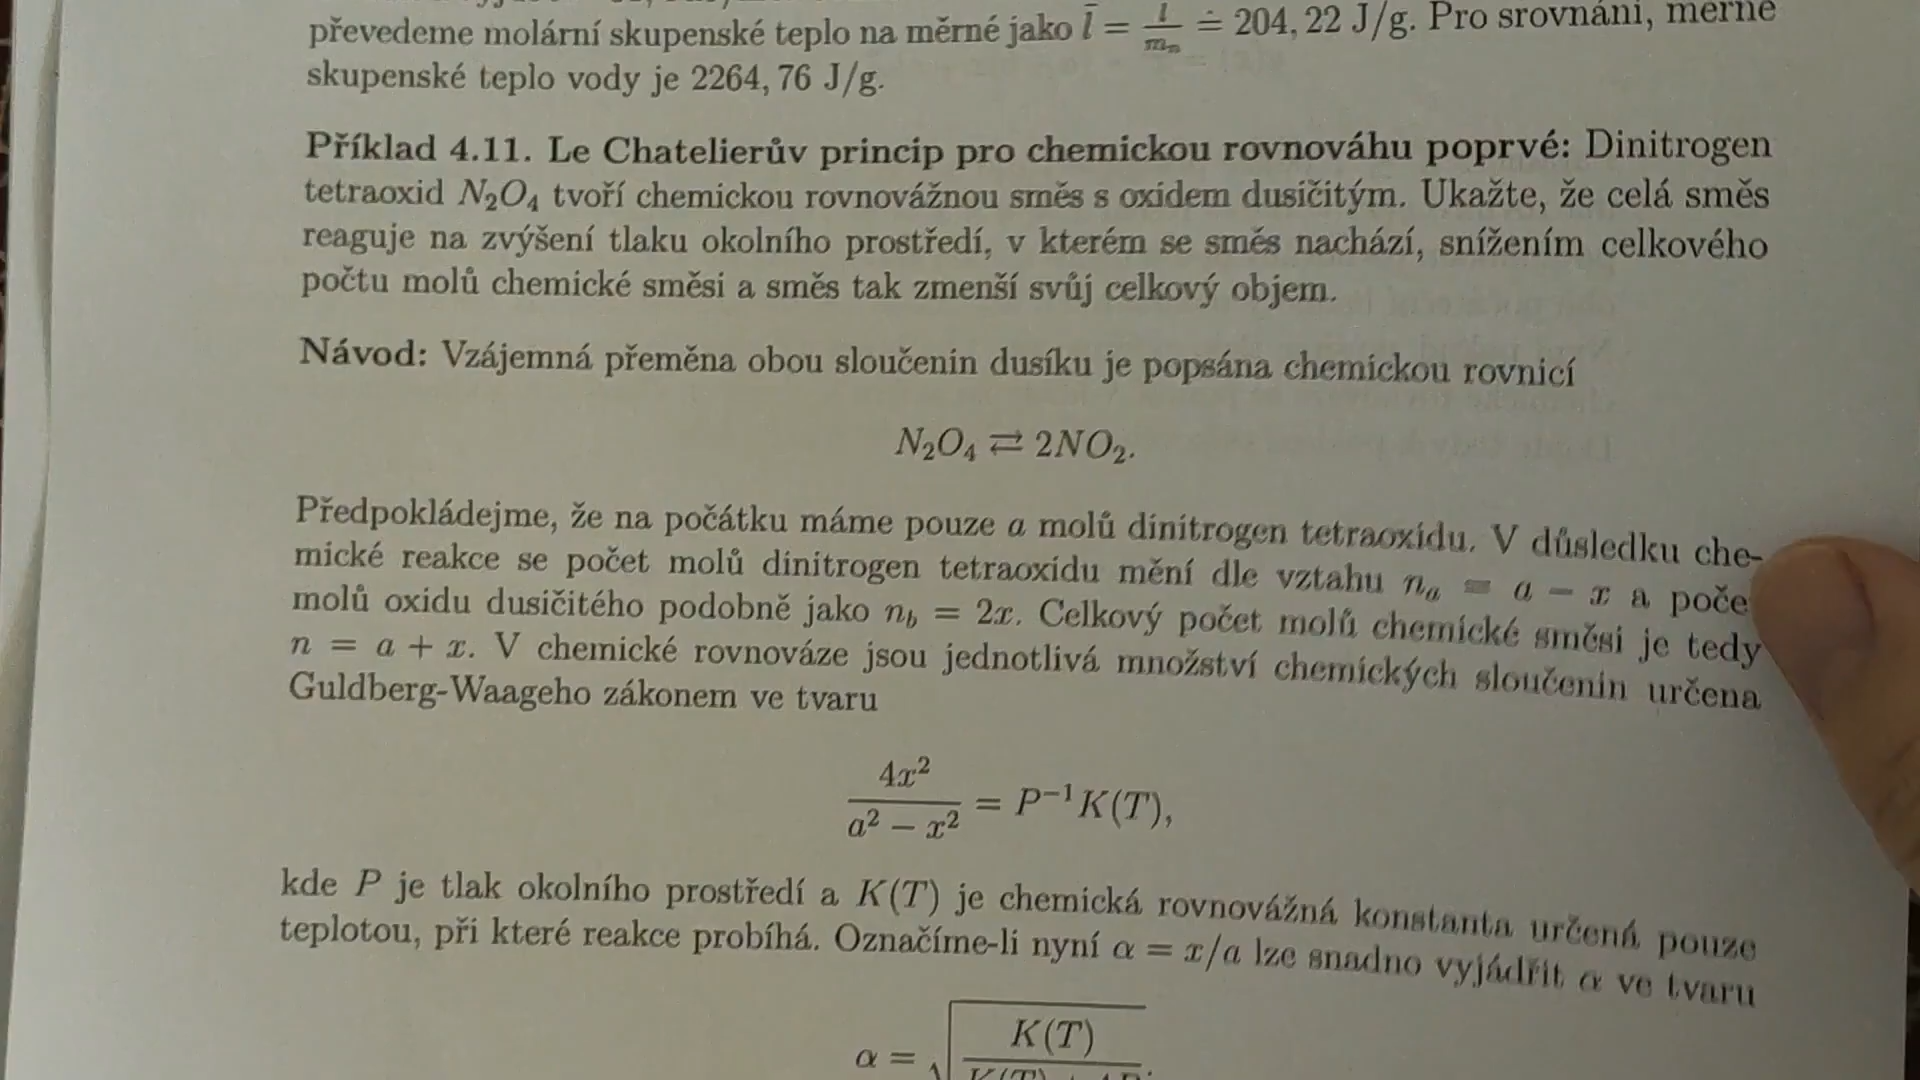 převedeme molární skupenské teplo na měrné jako l̄ = l/mₙ ≐ 204,22 J/g. Pro srovnání, měrné
skupenské teplo vody je 2264,76 J/g.
Příklad 4.11. Le Chatelierův princip pro chemickou rovnováhu poprvé: Dinitrogen
tetraoxid N₂O₄ tvoří chemickou rovnovážnou směs s oxidem dusičitým. Ukažte, že celá směs
reaguje na zvýšení tlaku okolního prostředí, v kterém se směs nachází, snížením celkového
počtu molů chemické směsi a směs tak zmenší svůj celkový objem.
Návod: Vzájemná přeměna obou sloučenin dusíku je popsána chemickou rovnicí
N₂O₄ ⇄ 2NO₂.
Předpokládejme, že na počátku máme pouze a molů dinitrogen tetraoxidu. V důsledku che-
mické reakce se počet molů dinitrogen tetraoxidu mění dle vztahu nₐ = a − x a poče
molů oxidu dusičitého podobně jako n_b = 2x. Celkový počet molů chemické směsi je tedy
n = a + x. V chemické rovnováze jsou jednotlivá množství chemických sloučenin určena
Guldberg-Waageho zákonem ve tvaru
4x²/(a² − x²) = P⁻¹K(T),
kde P je tlak okolního prostředí a K(T) je chemická rovnovážná konstanta určená pouze
teplotou, při které reakce probíhá. Označíme-li nyní α = x/a lze snadno vyjádřit α ve tvaru
α = √ K(T)